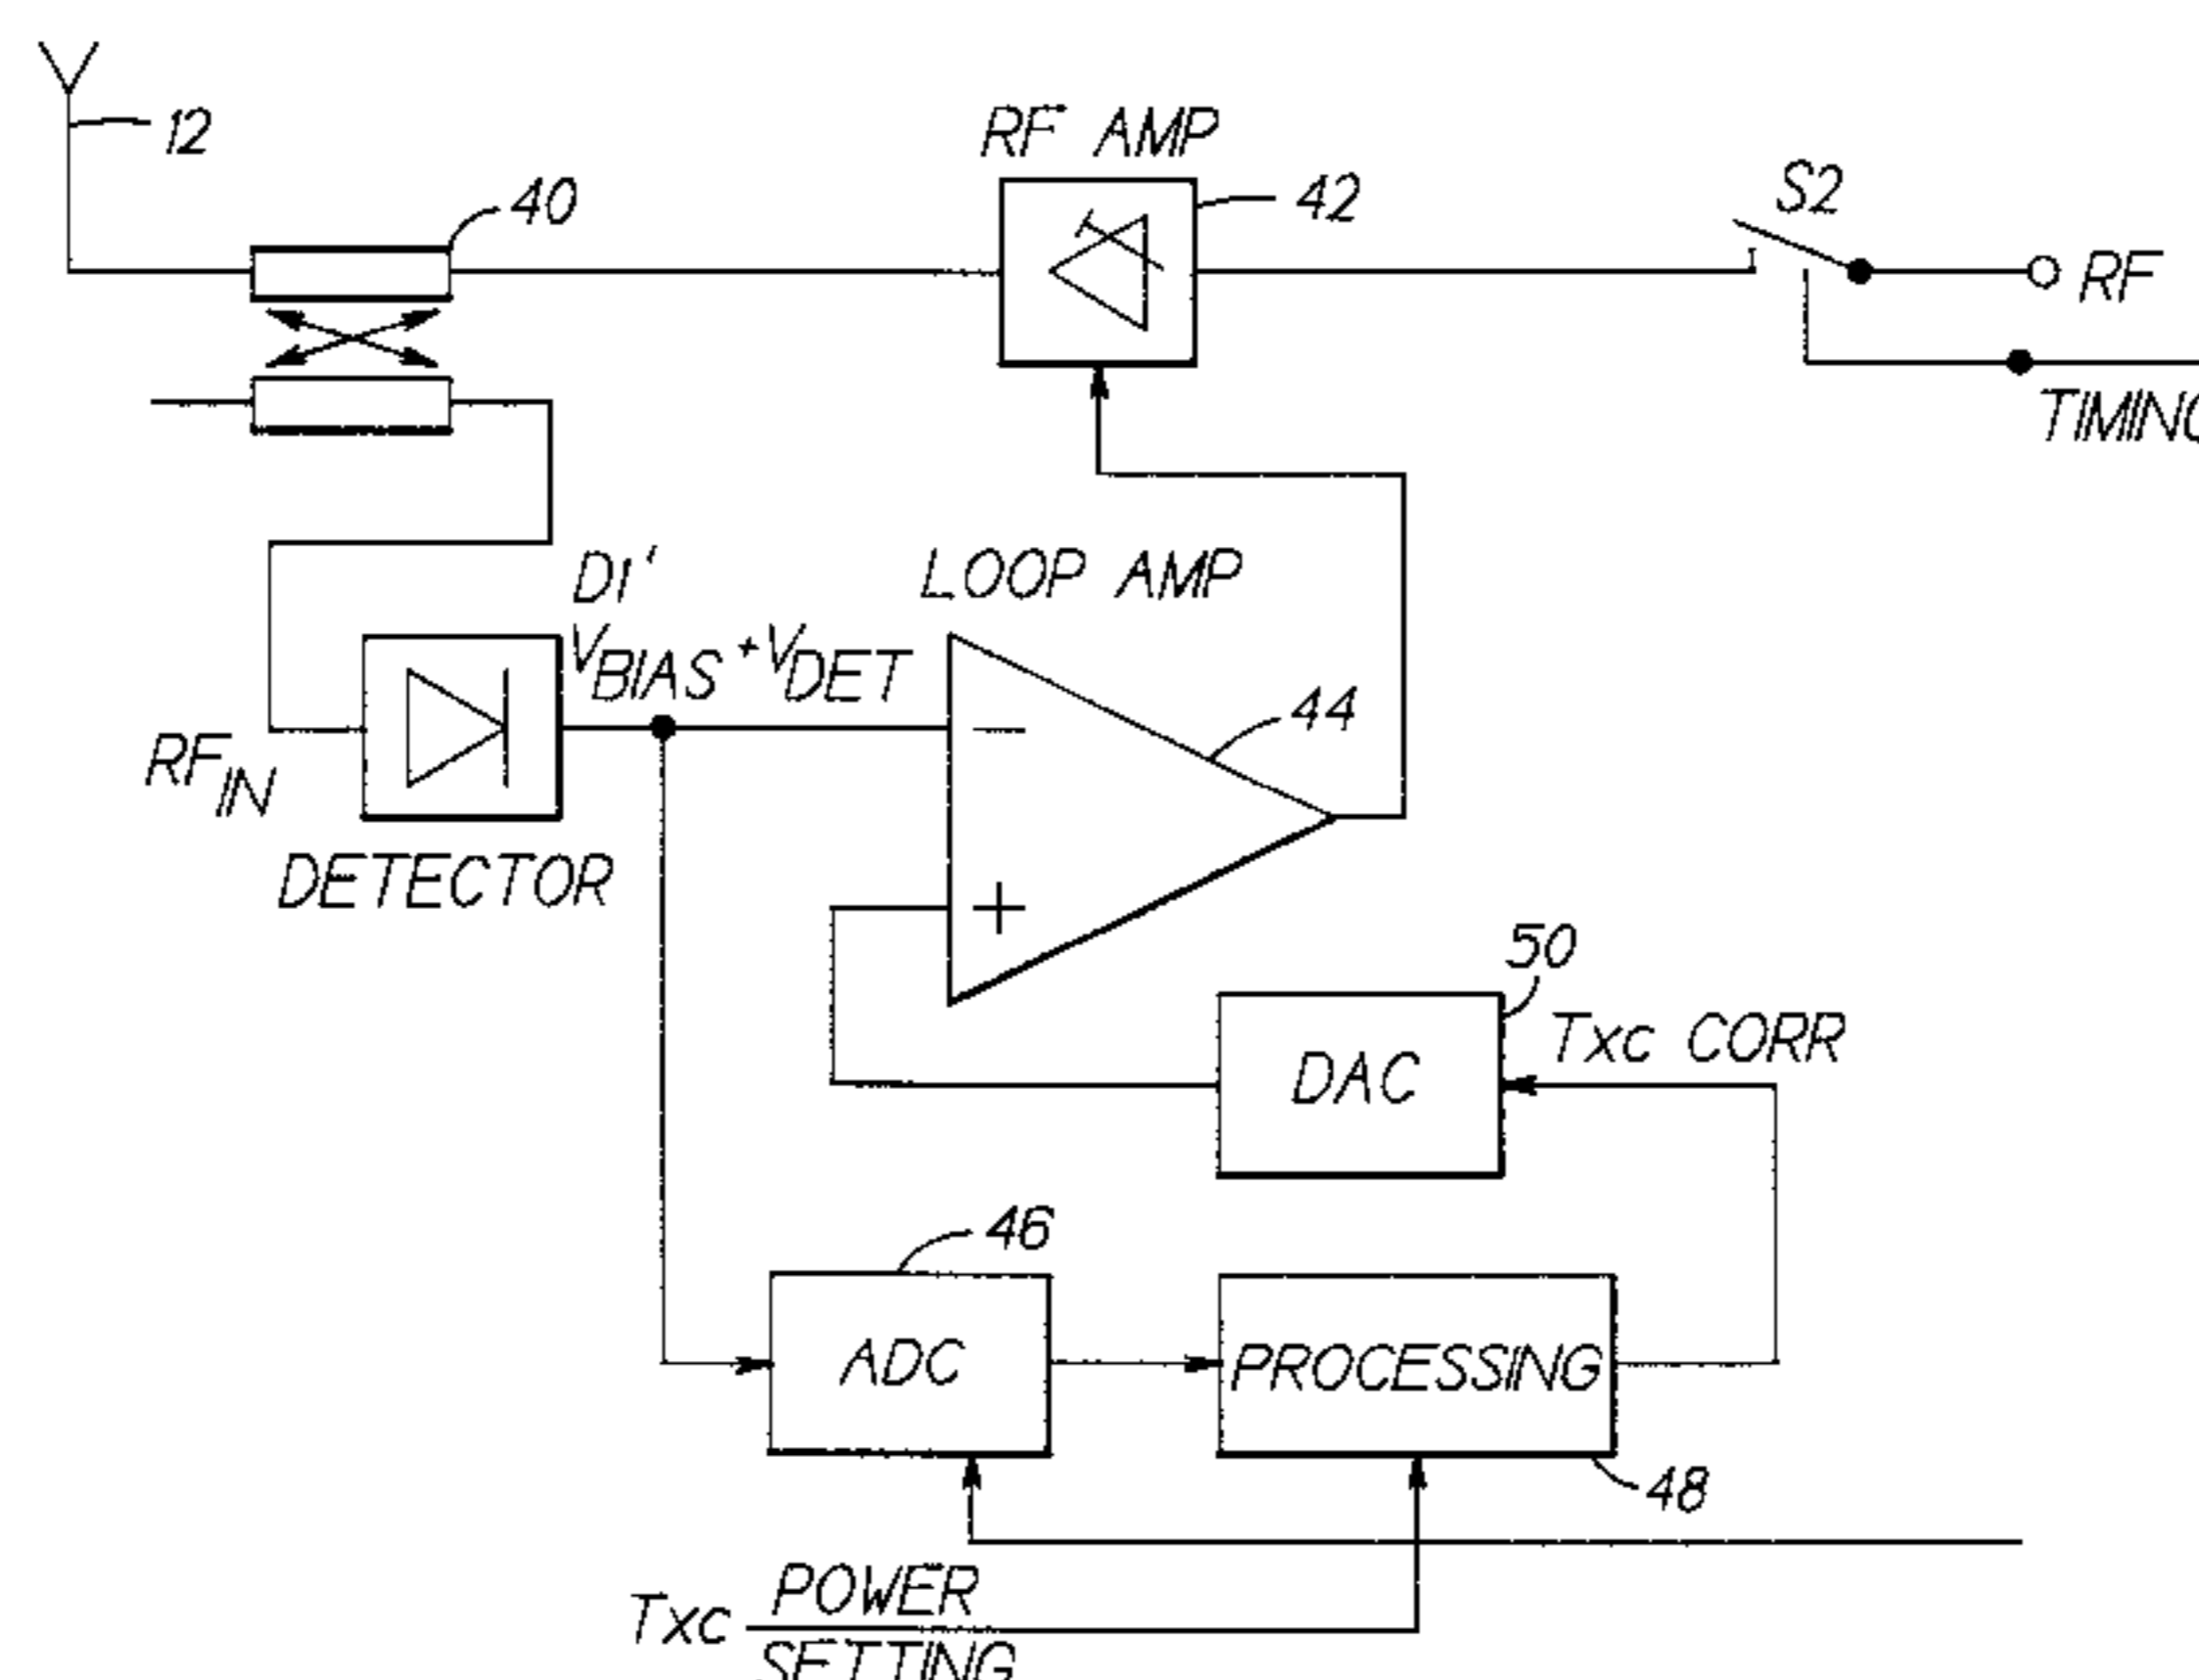 12
RF AMP
40
42
S2
RF
TIMING
D1'
LOOP AMP
VBIAS +VDET
44
RFIN
−
DETECTOR
+
50
Txc CORR
DAC
46
ADC
PROCESSING
48
Txc POWER
SETTING